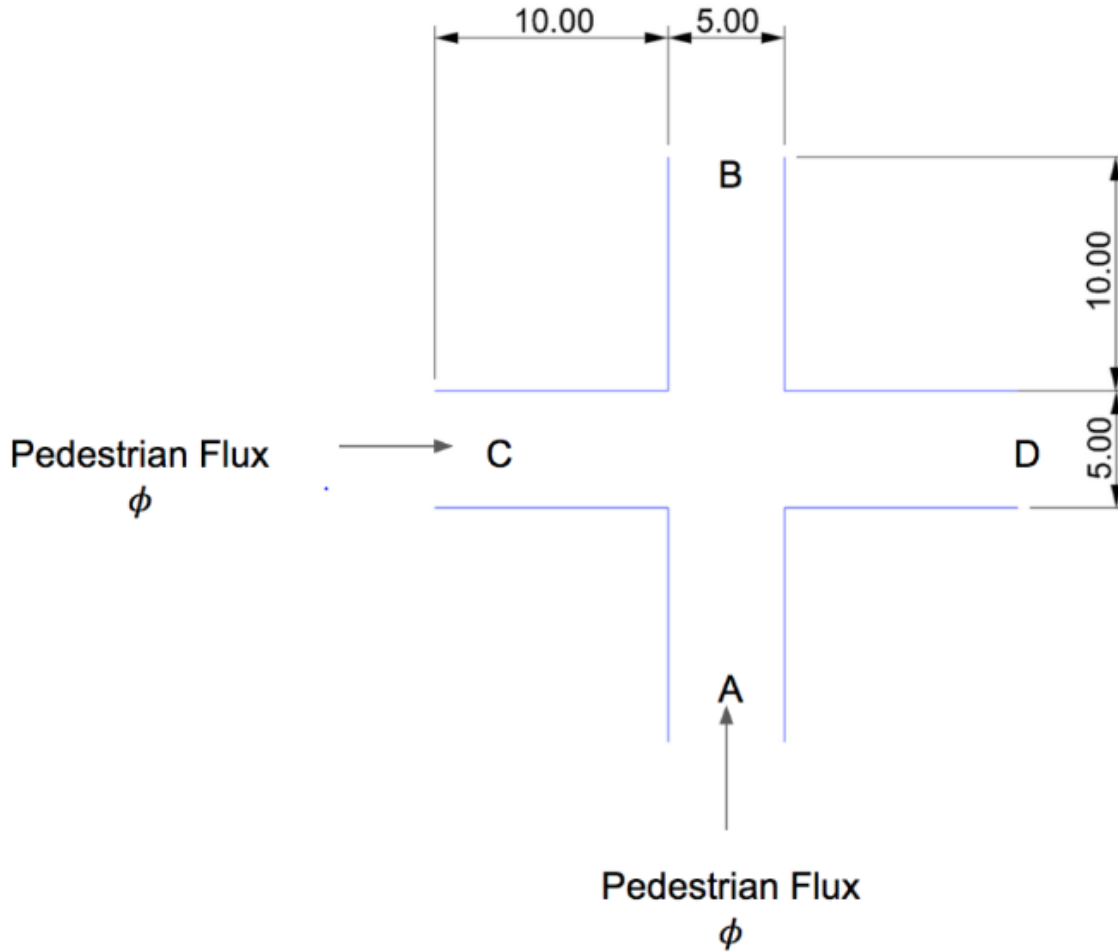 10.00
5.00
B
10.00
Pedestrian Flux
ϕ
C
D
5.00
A
Pedestrian Flux
ϕ